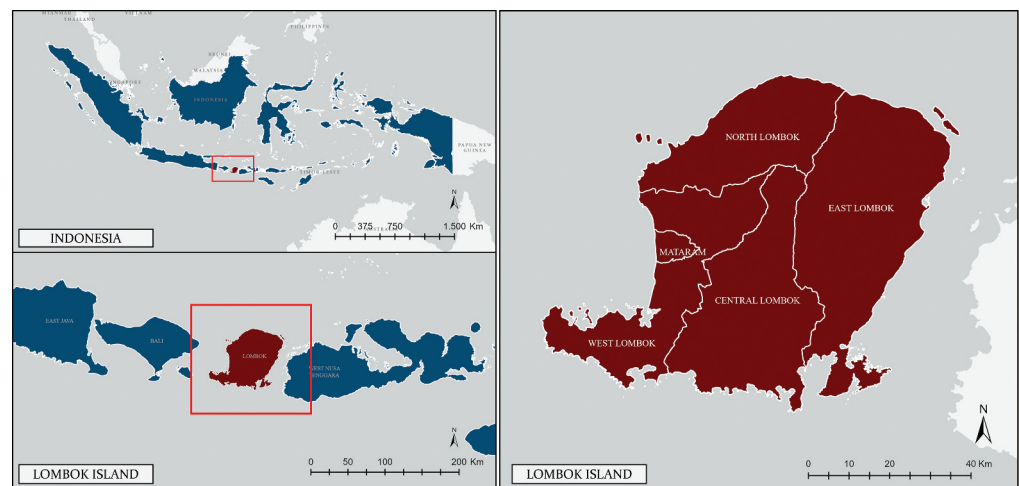 MYANMAR
VIETNAM
THAILAND
PHILIPPINES
BRUNEI
MALAYSIA
SINGAPORE
INDONESIA
PAPUA NEW
GUINEA
TIMOR-LESTE
N
0 375 750 1.500 Km
INDONESIA
EAST JAVA
BALI
LOMBOK
WEST NUSA
TENGGARA
N
0 50 100 200 Km
LOMBOK ISLAND
NORTH LOMBOK
EAST LOMBOK
MATARAM
CENTRAL LOMBOK
WEST LOMBOK
N
0 10 20 40 Km
LOMBOK ISLAND